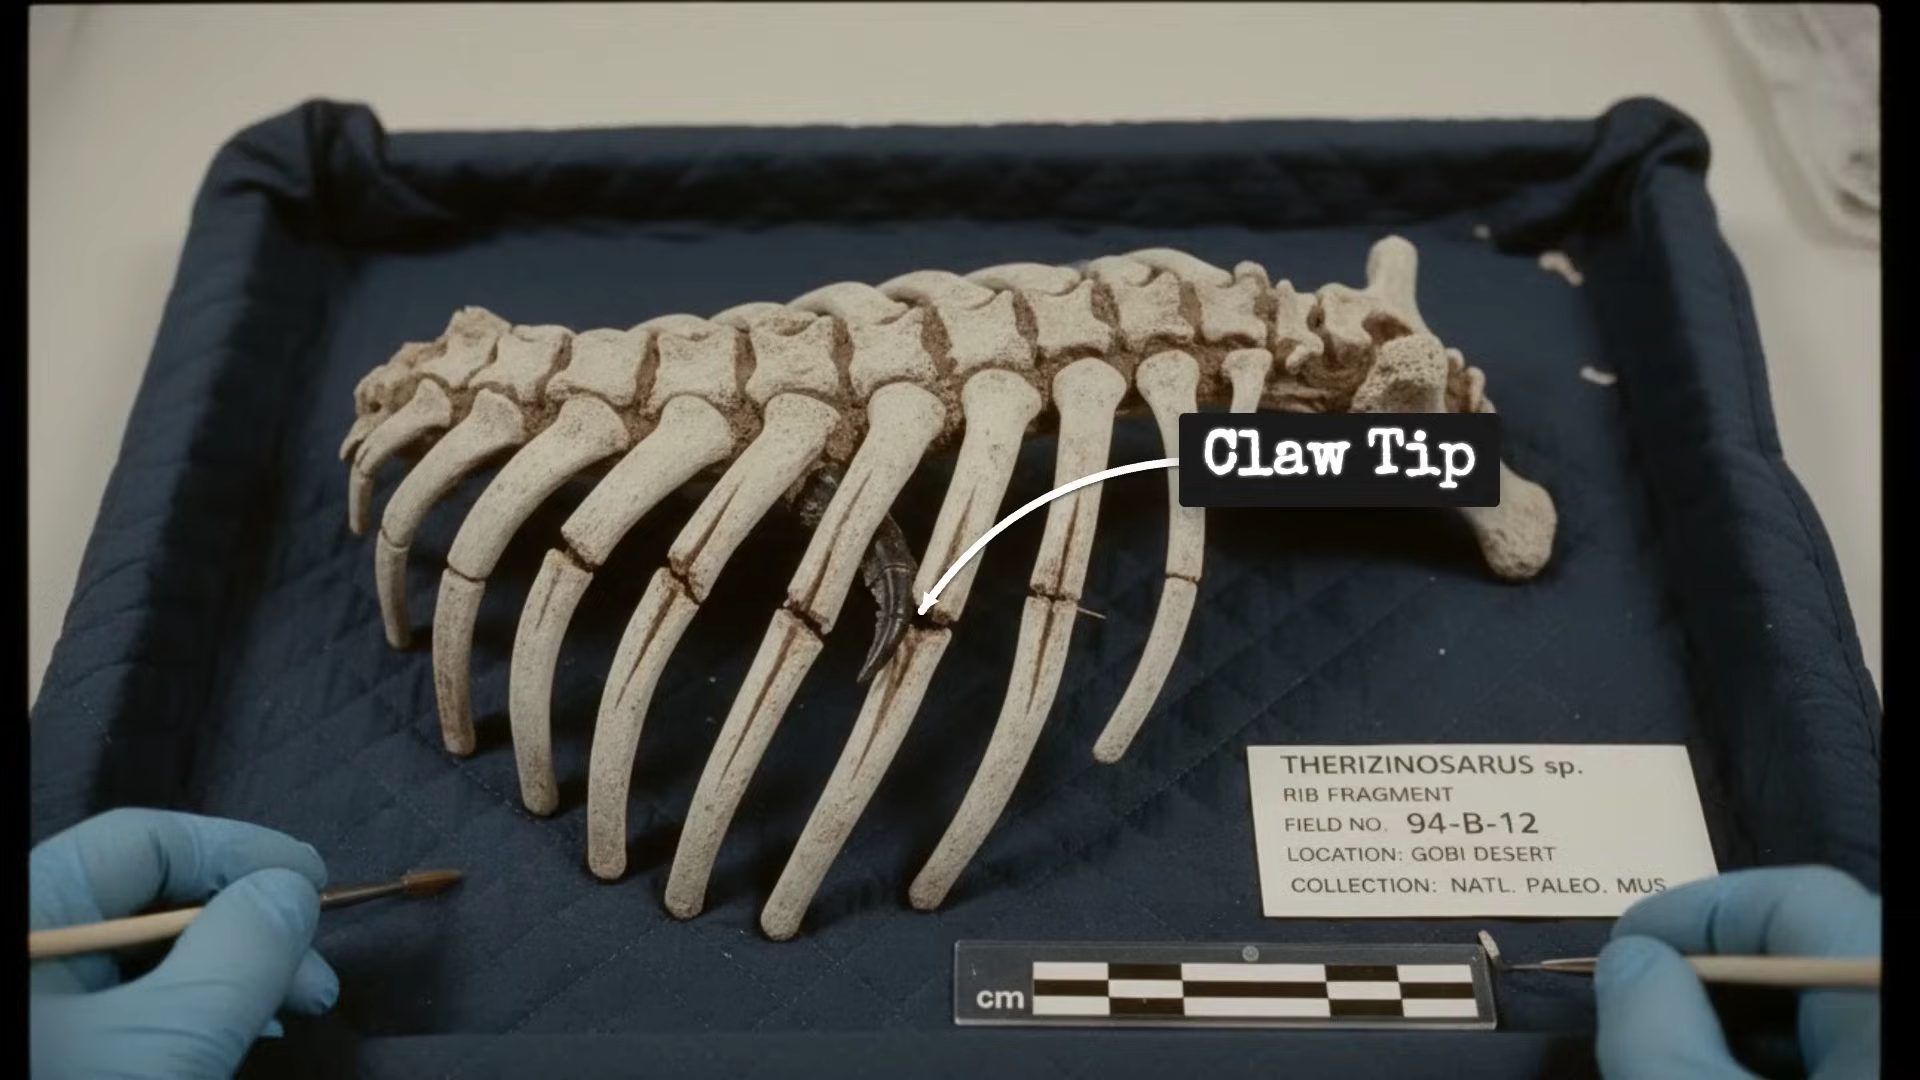 Claw Tip
THERIZINOSARUS sp.
RIB FRAGMENT
FIELD NO. 94-B-12
LOCATION: GOBI DESERT
COLLECTION: NATL. PALEO. MUS
cm